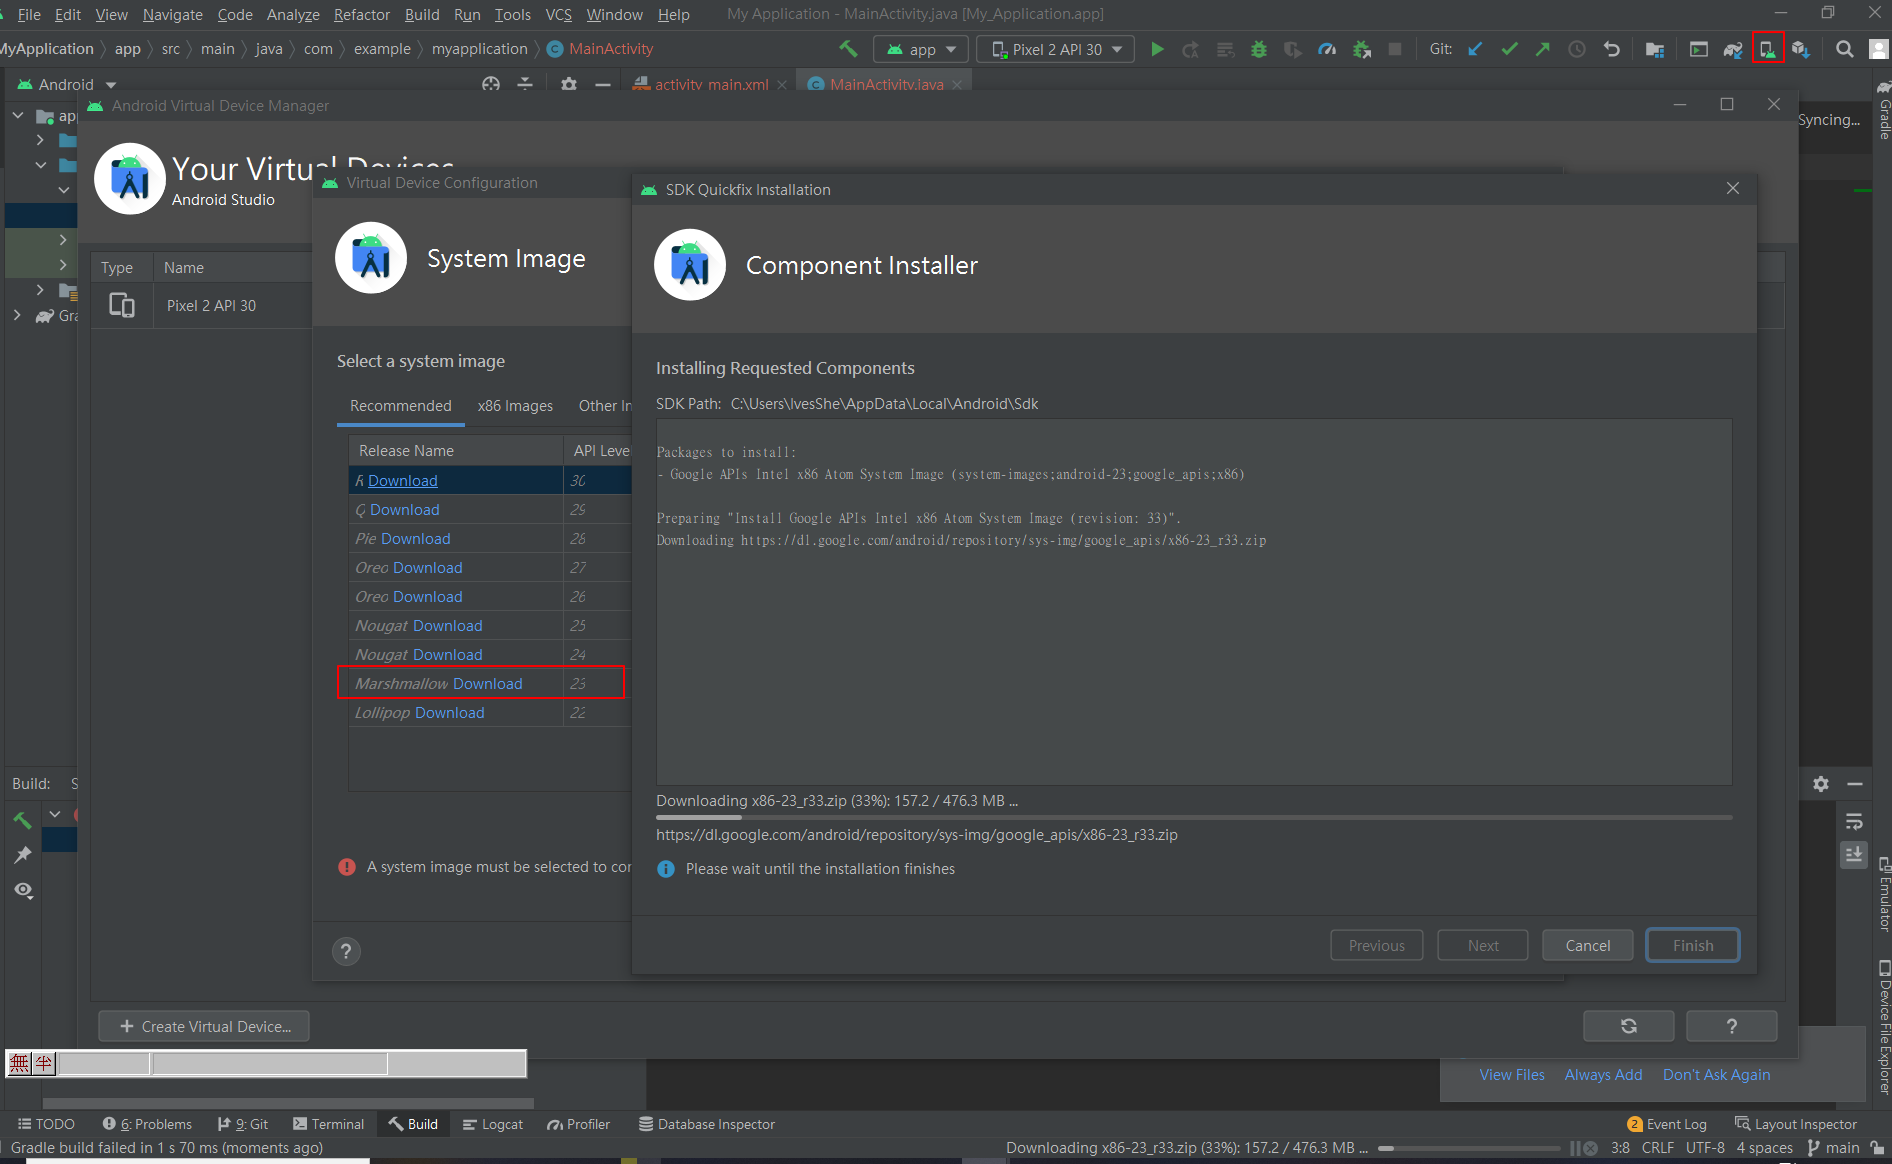 File Edit View Navigate Code Analyze Refactor Build Run Tools VCS Window Help My Application - MainActivity.java [My_Application.app]
MyApplication app src main java com example myapplication C MainActivity app Pixel 2 API 30 Git:
Android activity_main.xml C MainActivity.java
Android Virtual Device Manager
app
Syncing...
Gradle
Your Virtual Devices
Android Studio
Type Name
Pixel 2 API 30
Gra
Virtual Device Configuration
System Image
Select a system image
Recommended x86 Images Other Im
Release Name API Level
R Download 30
Q Download 29
Pie Download 28
Oreo Download 27
Oreo Download 26
Nougat Download 25
Nougat Download 24
Marshmallow Download 23
Lollipop Download 22
A system image must be selected to con
?
SDK Quickfix Installation
Component Installer
Installing Requested Components
SDK Path: C:\Users\IvesShe\AppData\Local\Android\Sdk
Packages to install:
- Google APIs Intel x86 Atom System Image (system-images;android-23;google_apis;x86)
Preparing "Install Google APIs Intel x86 Atom System Image (revision: 33)".
Downloading https://dl.google.com/android/repository/sys-img/google_apis/x86-23_r33.zip
Downloading x86-23_r33.zip (33%): 157.2 / 476.3 MB ...
https://dl.google.com/android/repository/sys-img/google_apis/x86-23_r33.zip
Please wait until the installation finishes
Previous Next Cancel Finish
Build: S
Emulator
Device File Explorer
+ Create Virtual Device... ?
無 半
View Files Always Add Don't Ask Again
TODO 6: Problems 9: Git Terminal Build Logcat Profiler Database Inspector 2 Event Log Layout Inspector
Gradle build failed in 1 s 70 ms (moments ago) Downloading x86-23_r33.zip (33%): 157.2 / 476.3 MB ... 3:8 CRLF UTF-8 4 spaces main